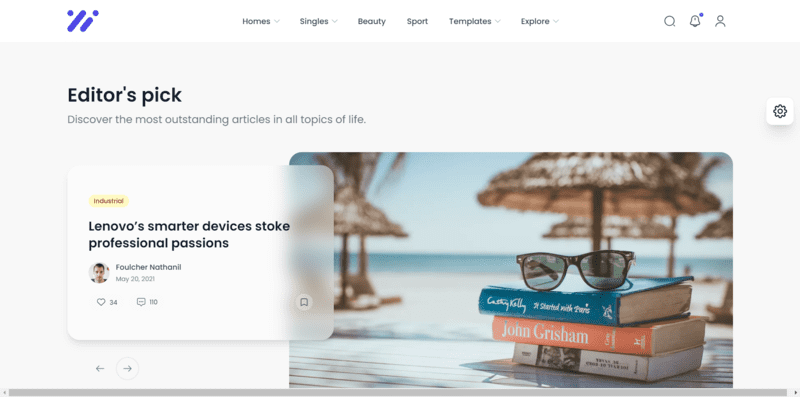 Homes Singles Beauty Sport Templates Explore
Editor's pick
Discover the most outstanding articles in all topics of life.
Industrial
Lenovo’s smarter devices stoke
professional passions
Foulcher Nathanil
May 20, 2021
34 110
It Started with Paris
John Grisham